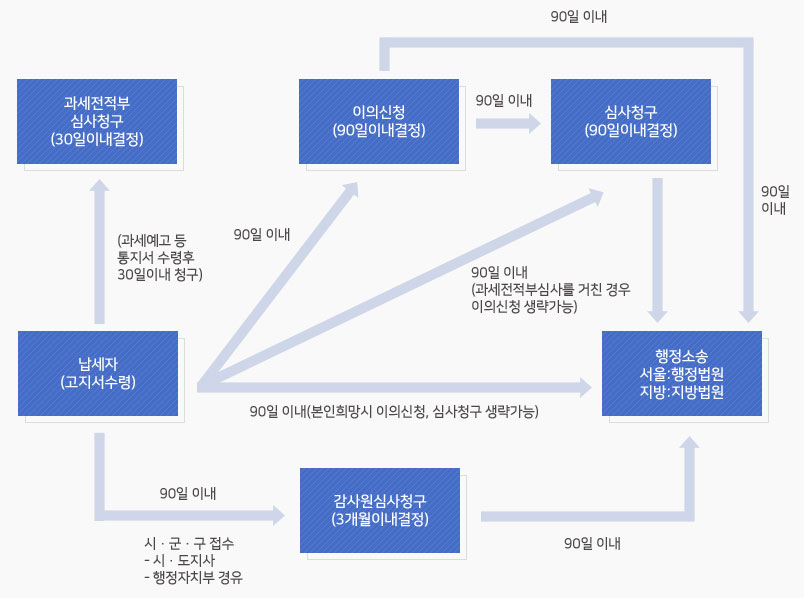 90일 이내
과세전적부
심사청구
(30일이내결정)
이의신청
(90일이내결정)
90일 이내
심사청구
(90일이내결정)
90일
이내
(과세예고 등
통지서 수령후
30일이내 청구)
90일 이내
90일 이내
(과세전적부심사를 거친 경우
이의신청 생략가능)
납세자
(고지서수령)
행정소송
서울:행정법원
지방:지방법원
90일 이내(본인희망시 이의신청, 심사청구 생략가능)
90일 이내
감사원심사청구
(3개월이내결정)
시 · 군 · 구 접수
- 시 · 도지사
- 행정자치부 경유
90일 이내